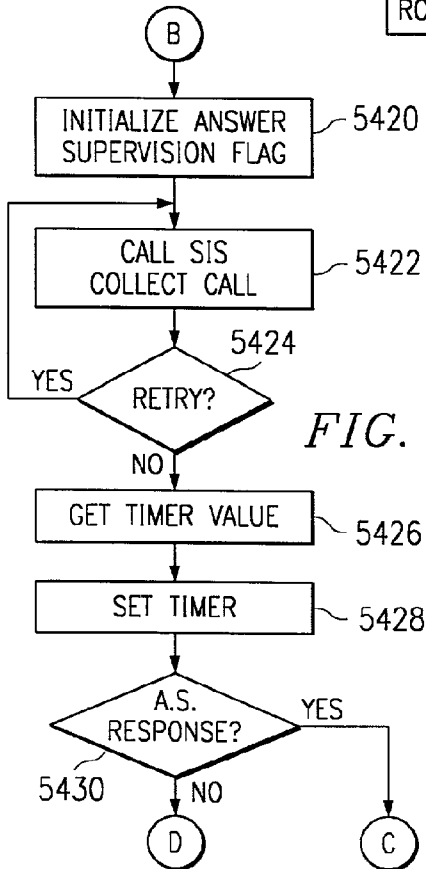 B
RC
INITIALIZE ANSWER
SUPERVISION FLAG
5420
CALL SIS
COLLECT CALL
5422
5424
YES
RETRY?
NO
FIG.
GET TIMER VALUE
5426
SET TIMER
5428
A.S.
RESPONSE?
YES
5430
NO
D
C